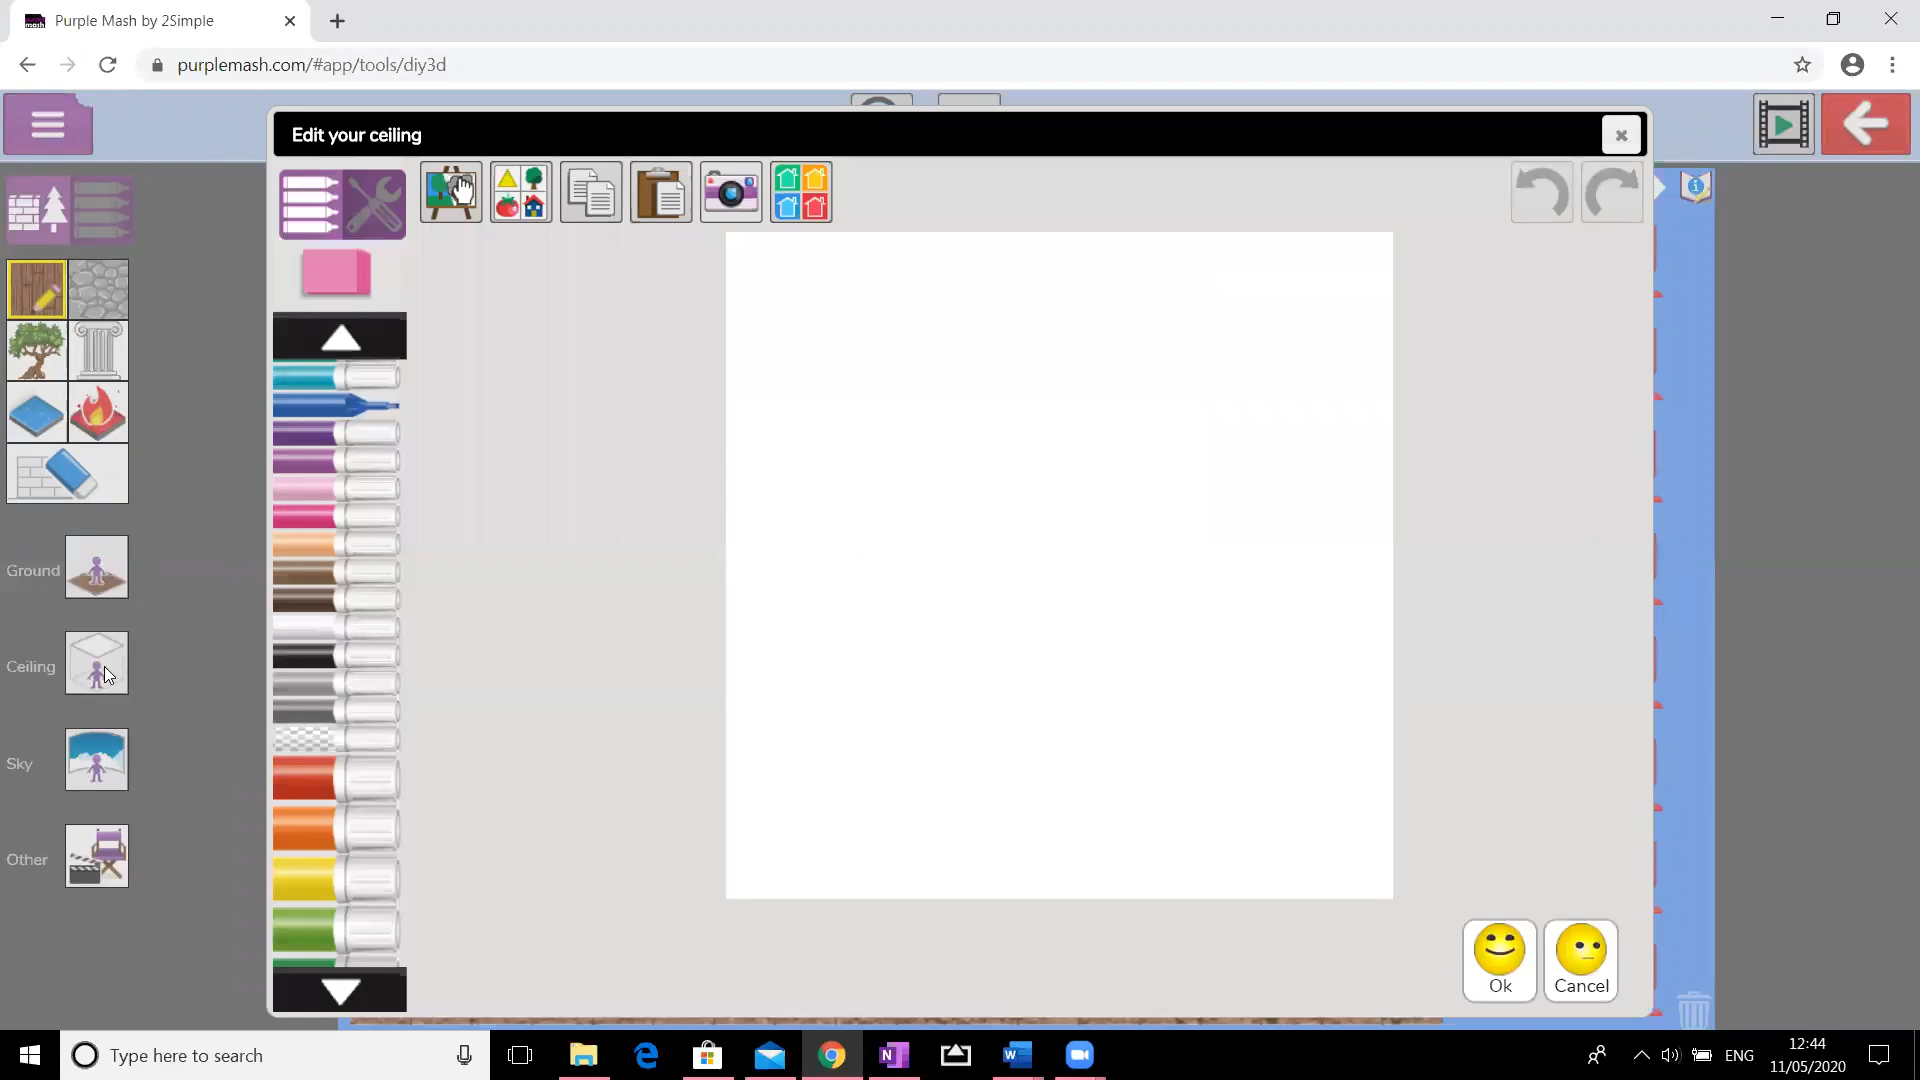 Purple Mash by 2Simple
purplemash.com/#app/tools/diy3d
Edit your ceiling
Ground
Ceiling
Sky
Other
Ok
Cancel
Type here to search
ENG
12:44
11/05/2020